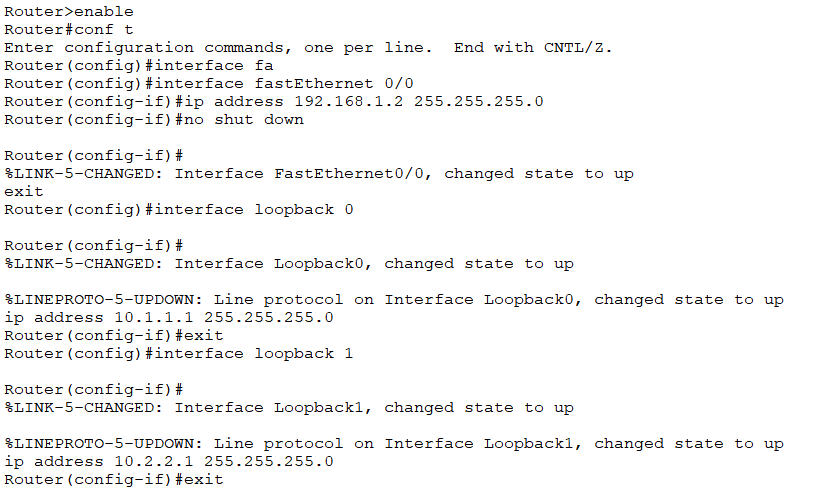 Router>enable
Router#conf t
Enter configuration commands, one per line.  End with CNTL/Z.
Router(config)#interface fa
Router(config)#interface fastEthernet 0/0
Router(config-if)#ip address 192.168.1.2 255.255.255.0
Router(config-if)#no shut down
Router(config-if)#
%LINK-5-CHANGED: Interface FastEthernet0/0, changed state to up
exit
Router(config)#interface loopback 0
Router(config-if)#
%LINK-5-CHANGED: Interface Loopback0, changed state to up
%LINEPROTO-5-UPDOWN: Line protocol on Interface Loopback0, changed state to up
ip address 10.1.1.1 255.255.255.0
Router(config-if)#exit
Router(config)#interface loopback 1
Router(config-if)#
%LINK-5-CHANGED: Interface Loopback1, changed state to up
%LINEPROTO-5-UPDOWN: Line protocol on Interface Loopback1, changed state to up
ip address 10.2.2.1 255.255.255.0
Router(config-if)#exit